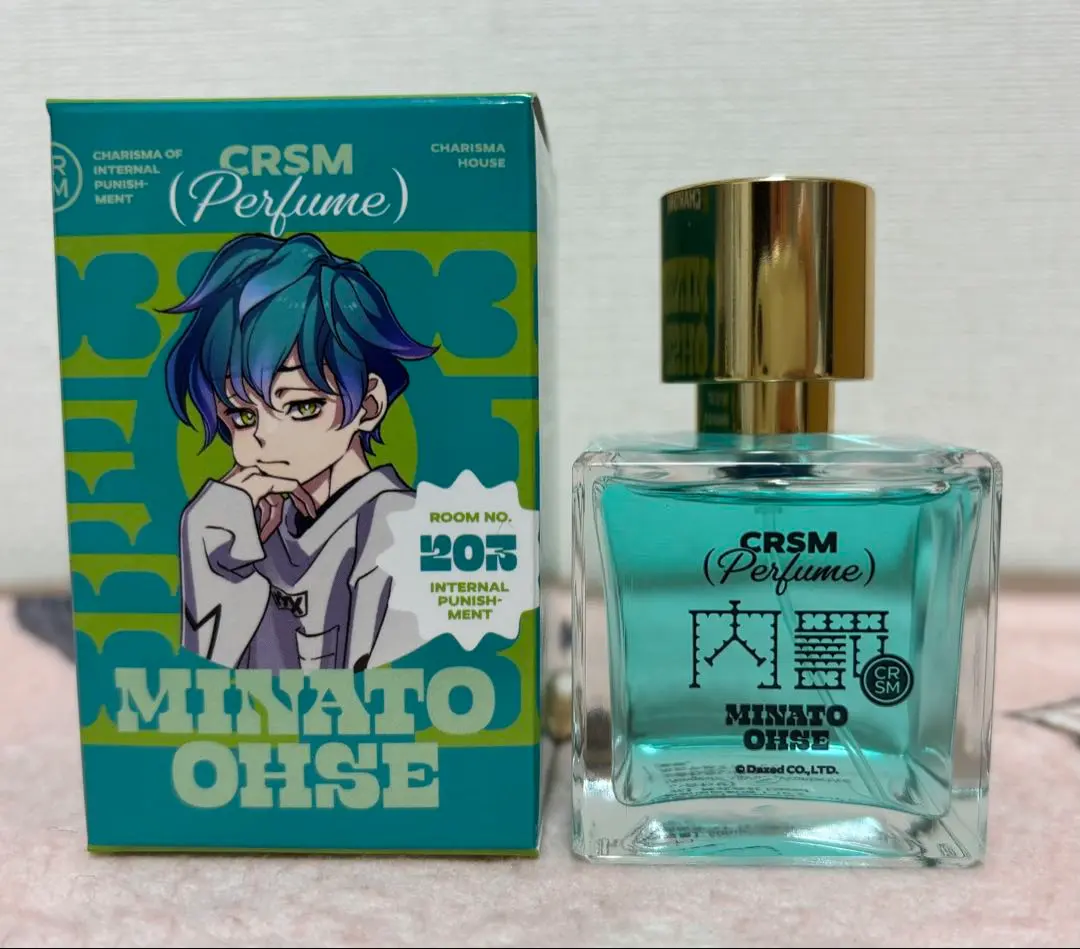 CRSM
CHARISMA OF
INTERNAL
PUNISH-
MENT
CRSM
(Perfume)
CHARISMA
HOUSE
ROOM NO.
203
INTERNAL
PUNISH-
MENT
MINATO
OHSE
CRSM
(Perfume)
内罰
CRSM
MINATO
OHSE
©Dazed CO.,LTD.